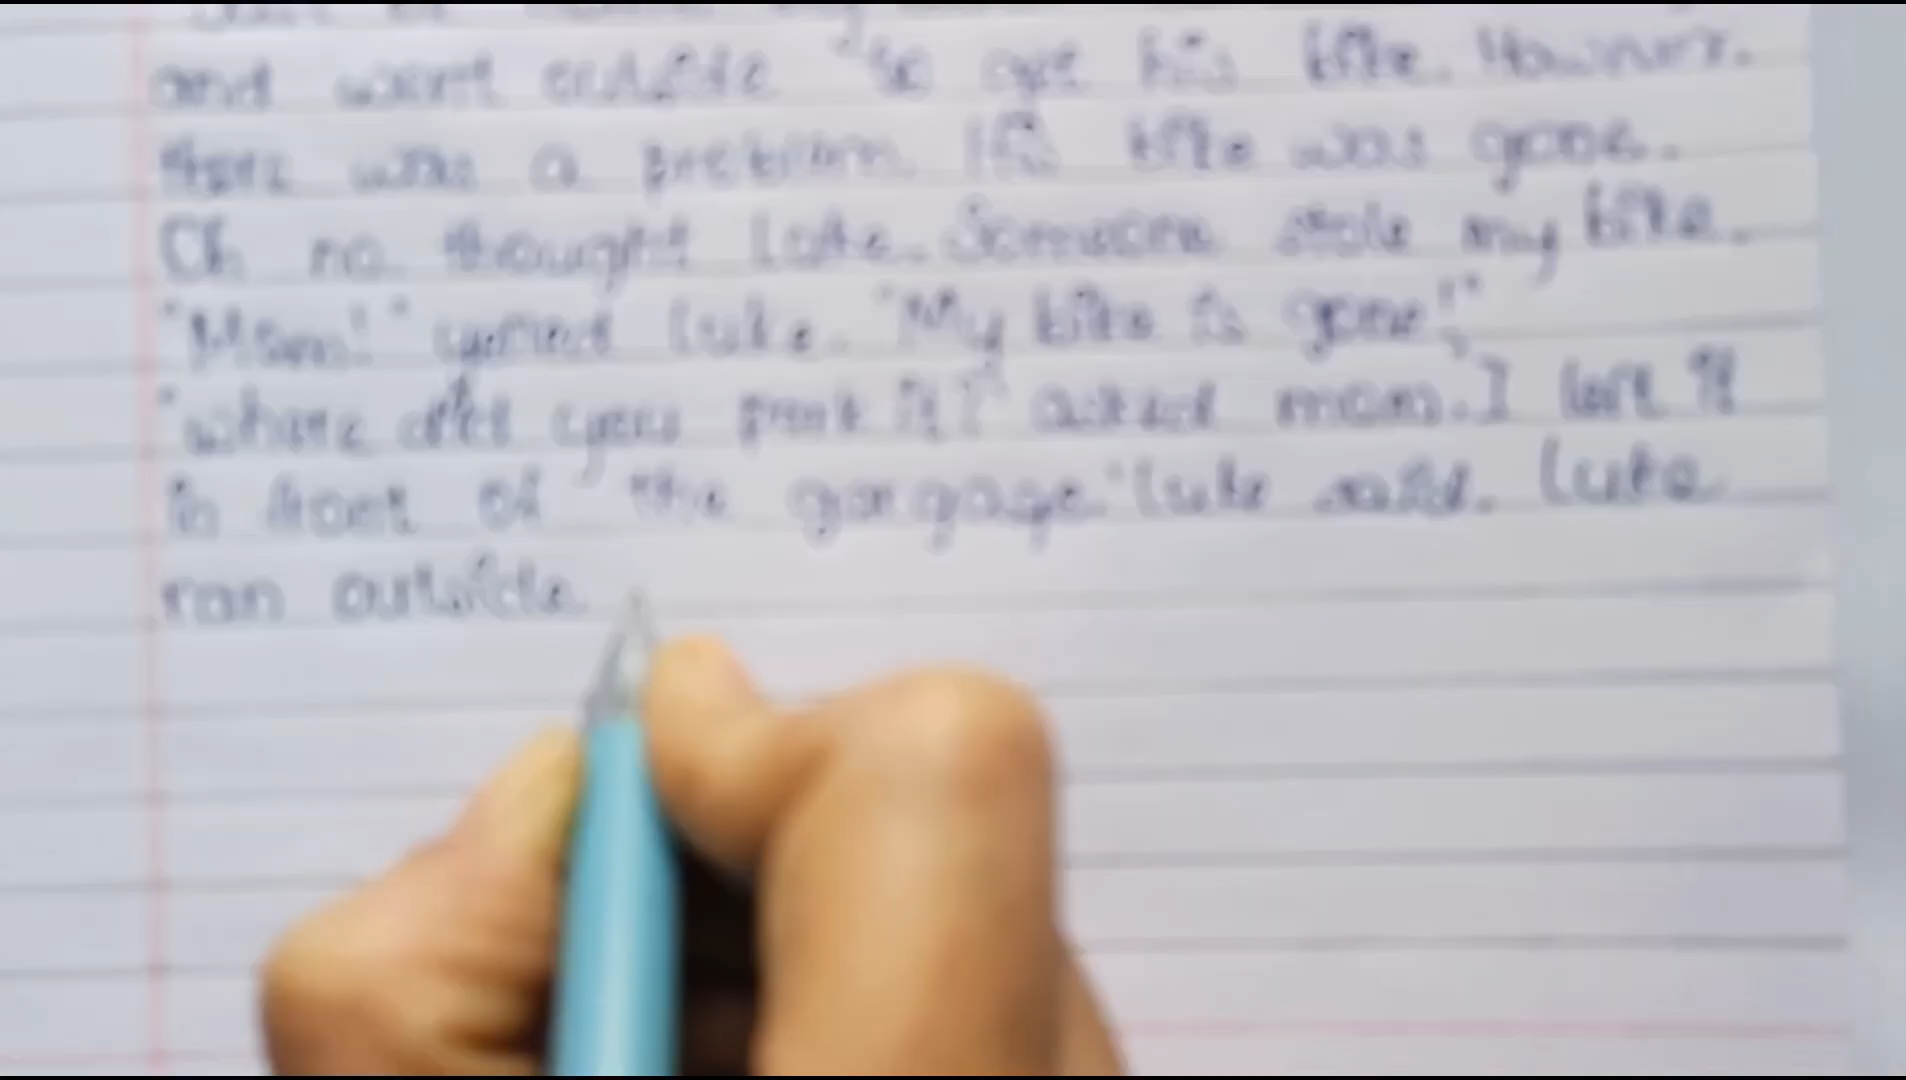 and went outside to get his bike. However.
there was a problem. His bike was gone.
Oh no thought Luke. Someone stole my bike.
"Mom!" yelled Luke. "My bike is gone!"
"where did you park it?" asked mom. I left it
in front of the gargage." Luke said. Luke
ran outside